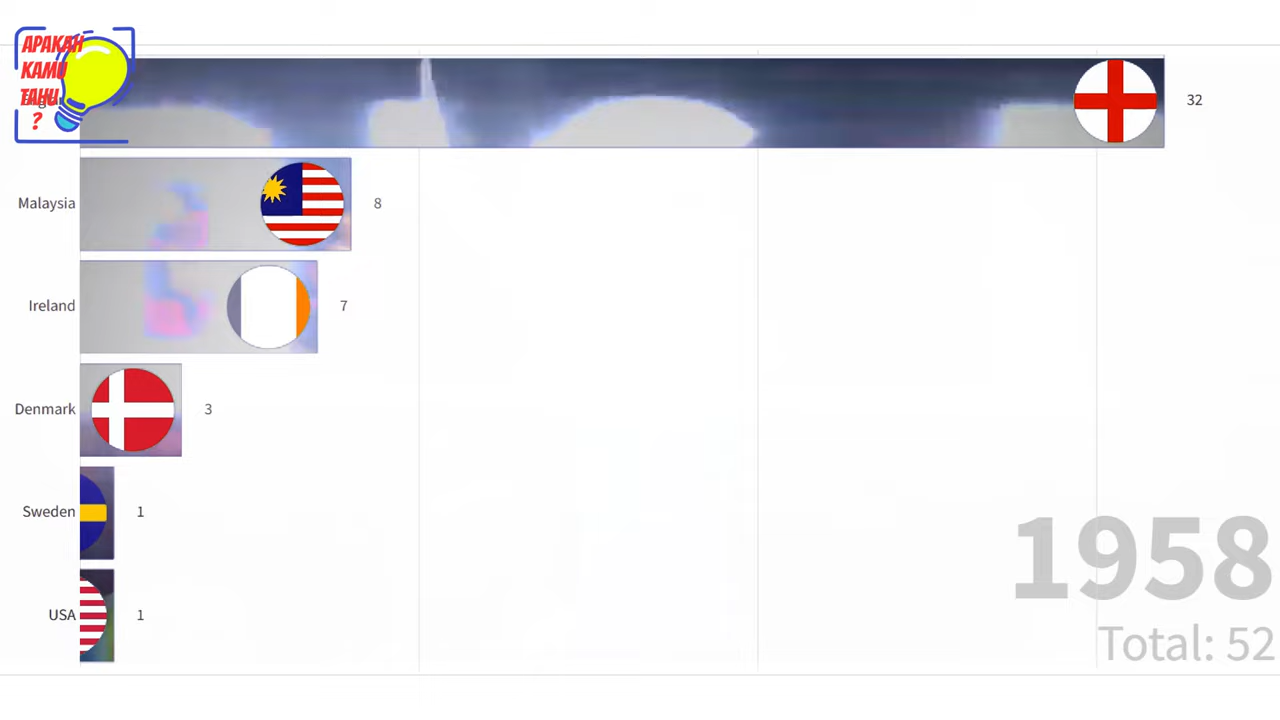 APAKAH
KAMU
TAHU
?
32
Malaysia
8
Ireland
7
Denmark
3
Sweden
1
USA
1
1958
Total: 52